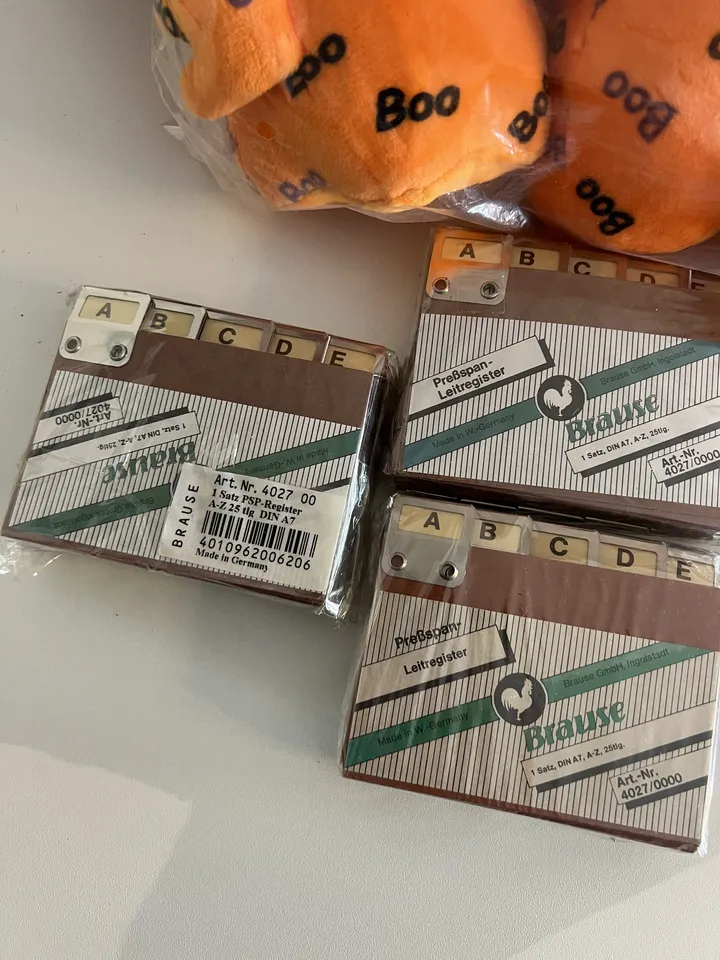 Boo
Boo
Boo
Boo
Boo
Boo
A
B
C
D
E
Preßspan-
Leitregister
Made in W.-Germany
Brause GmbH, Ingolstadt
Brause
1 Satz, DIN A7, A-Z, 25tlg.
Art.-Nr.
4027/0000
A
B
C
D
E
Art.-Nr.
4027/0000
1 Satz, DIN A7, A-Z, 25tlg.
Brause
Made in W.-Germany
BRAUSE
Art. Nr. 4027 00
1 Satz PSP-Register
A-Z 25 tlg DIN A7
4010962006206
Made in Germany
A
B
C
D
E
Preßspan-
Leitregister
Made in W.-Germany
Brause GmbH, Ingolstadt
Brause
1 Satz, DIN A7, A-Z, 25tlg.
Art.-Nr.
4027/0000